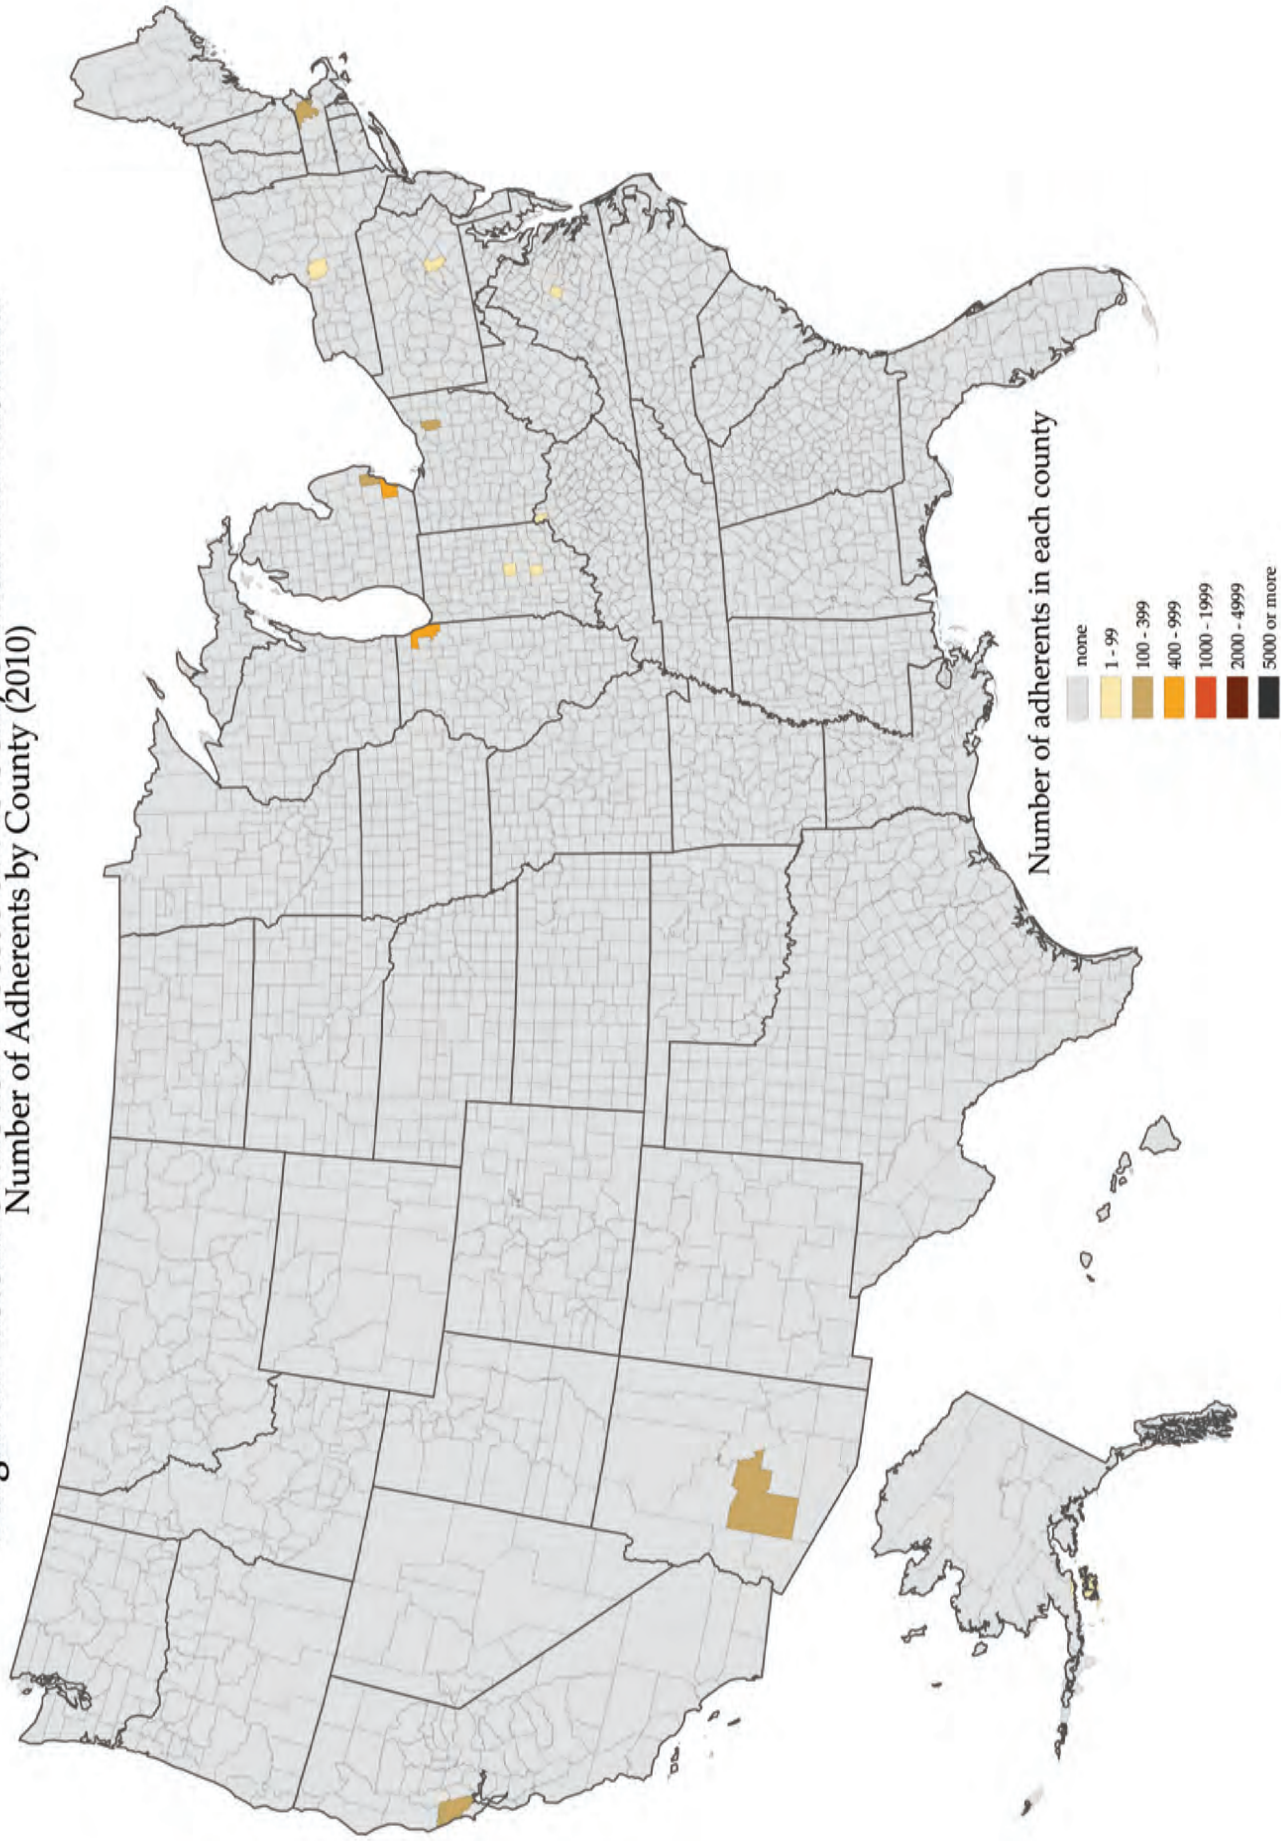 Number of Adherents by County (2010)
Number of adherents in each county
none
1 - 99
100 - 399
400 - 999
1000 - 1999
2000 - 4999
5000 or more